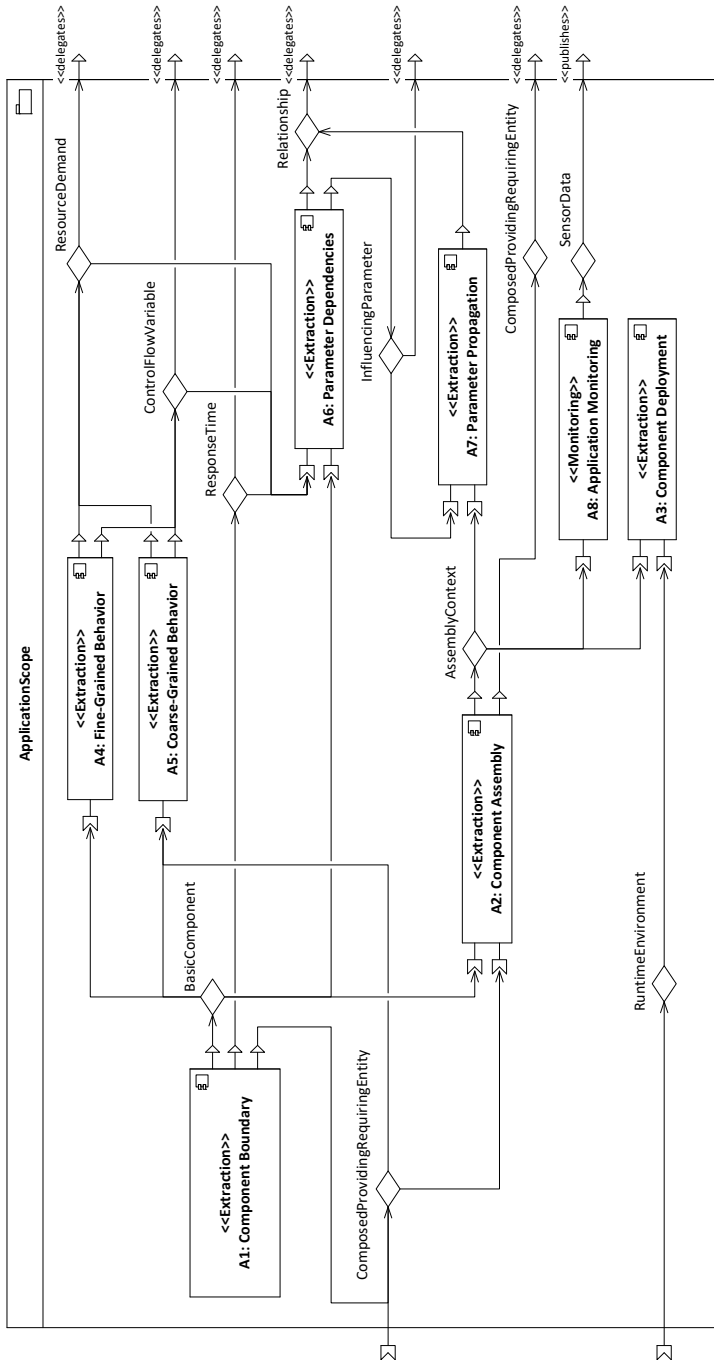 ApplicationScope
<<Extraction>>
A1: Component Boundary
BasicComponent
ComposedProvidingRequiringEntity
<<Extraction>>
A4: Fine-Grained Behavior
<<Extraction>>
A5: Coarse-Grained Behavior
<<Extraction>>
A2: Component Assembly
RuntimeEnvironment
AssemblyContext
ResponseTime
ControlFlowVariable
ResourceDemand
<<Extraction>>
A6: Parameter Dependencies
InfluencingParameter
<<Extraction>>
A7: Parameter Propagation
<<Monitoring>>
A8: Application Monitoring
<<Extraction>>
A3: Component Deployment
Relationship
ComposedProvidingRequiringEntity
SensorData
<<delegates>>
<<delegates>>
<<delegates>>
<<delegates>>
<<delegates>>
<<delegates>>
<<publishes>>